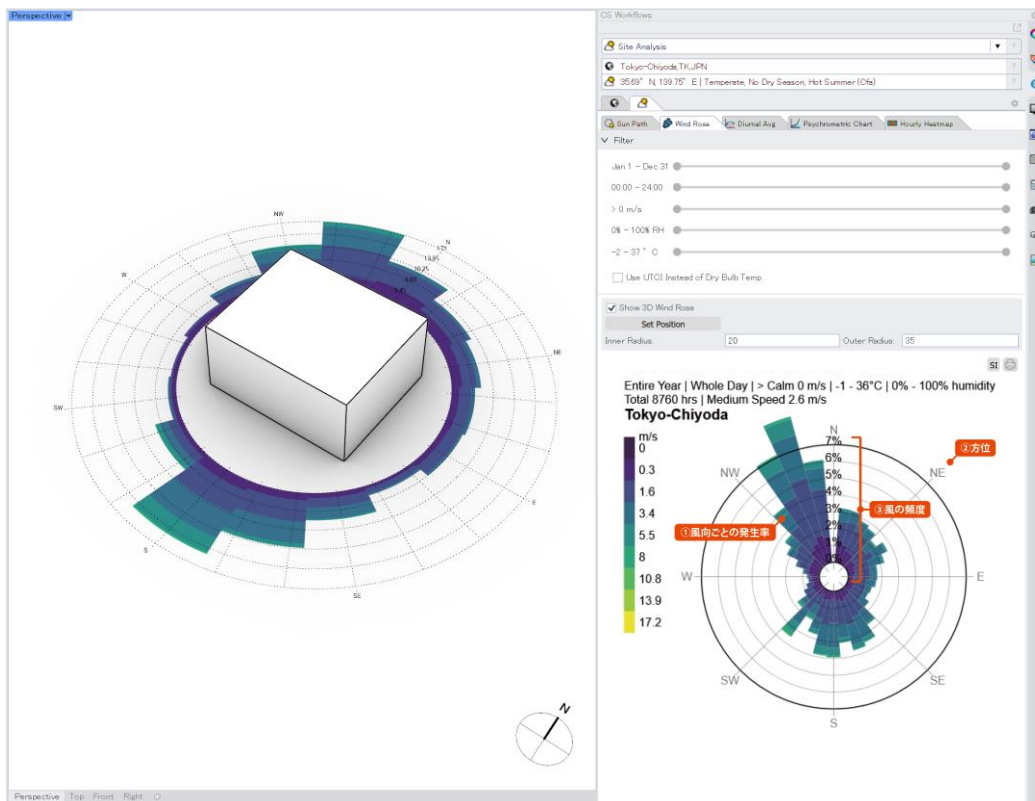 Perspective
CS Workflows
Site Analysis
Tokyo-Chiyoda,TK,JPN
35.69° N, 139.75° E | Temperate, No Dry Season, Hot Summer (Cfa)
Sun Path
Wind Rose
Diurnal Avg
Psychrometric Chart
Hourly Heatmap
Filter
Jan 1 - Dec 31
00:00 - 24:00
> 0 m/s
0% - 100% RH
-2 - 37° C
Use UTCI Instead of Dry Bulb Temp
Show 3D Wind Rose
Set Position
Inner Radius: 20 Outer Radius: 35
SI
Entire Year | Whole Day | > Calm 0 m/s | -1 - 36°C | 0% - 100% humidity
Total 8760 hrs | Medium Speed 2.6 m/s
Tokyo-Chiyoda
m/s
0
0.3
1.6
3.4
5.5
8
10.8
13.9
17.2
N
7%
6%
5%
4%
3%
2%
1%
0%
NW
NE
W
E
SW
SE
S
②方位
③風の頻度
①風向ごとの発生率
NW
N
W
NE
SW
E
S
SE
N
Perspective Top Front Right